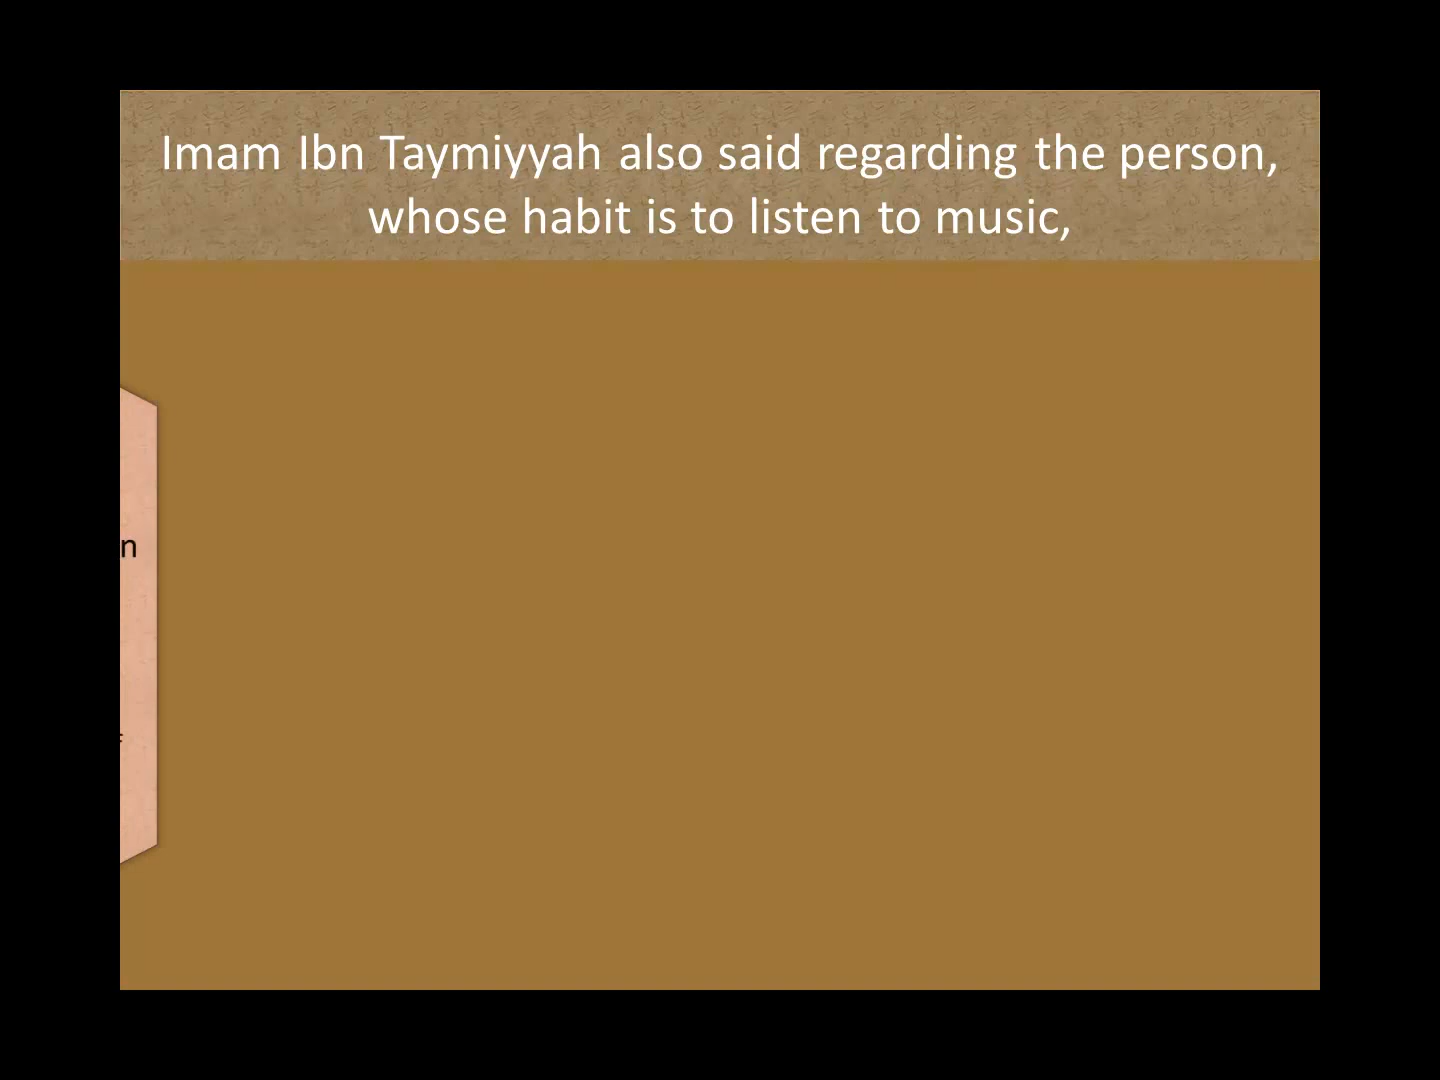 Imam Ibn Taymiyyah also said regarding the person,
whose habit is to listen to music,
n